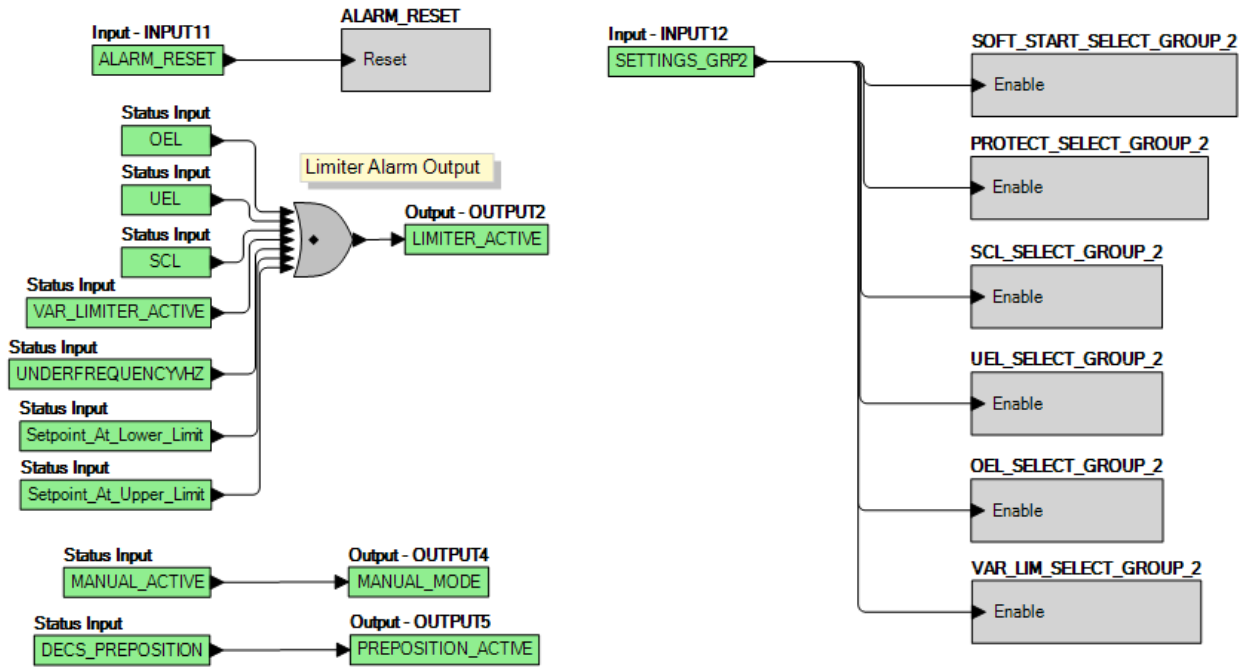 Input - INPUT11
ALARM_RESET
ALARM_RESET
Reset
Status Input
OEL
Status Input
UEL
Status Input
SCL
Status Input
VAR_LIMITER_ACTIVE
Status Input
UNDERFREQUENCYVHZ
Status Input
Setpoint_At_Lower_Limit
Status Input
Setpoint_At_Upper_Limit
Limiter Alarm Output
Output - OUTPUT2
LIMITER_ACTIVE
Status Input
MANUAL_ACTIVE
Output - OUTPUT4
MANUAL_MODE
Status Input
DECS_PREPOSITION
Output - OUTPUT5
PREPOSITION_ACTIVE
Input - INPUT12
SETTINGS_GRP2
SOFT_START_SELECT_GROUP_2
Enable
PROTECT_SELECT_GROUP_2
Enable
SCL_SELECT_GROUP_2
Enable
UEL_SELECT_GROUP_2
Enable
OEL_SELECT_GROUP_2
Enable
VAR_LIM_SELECT_GROUP_2
Enable